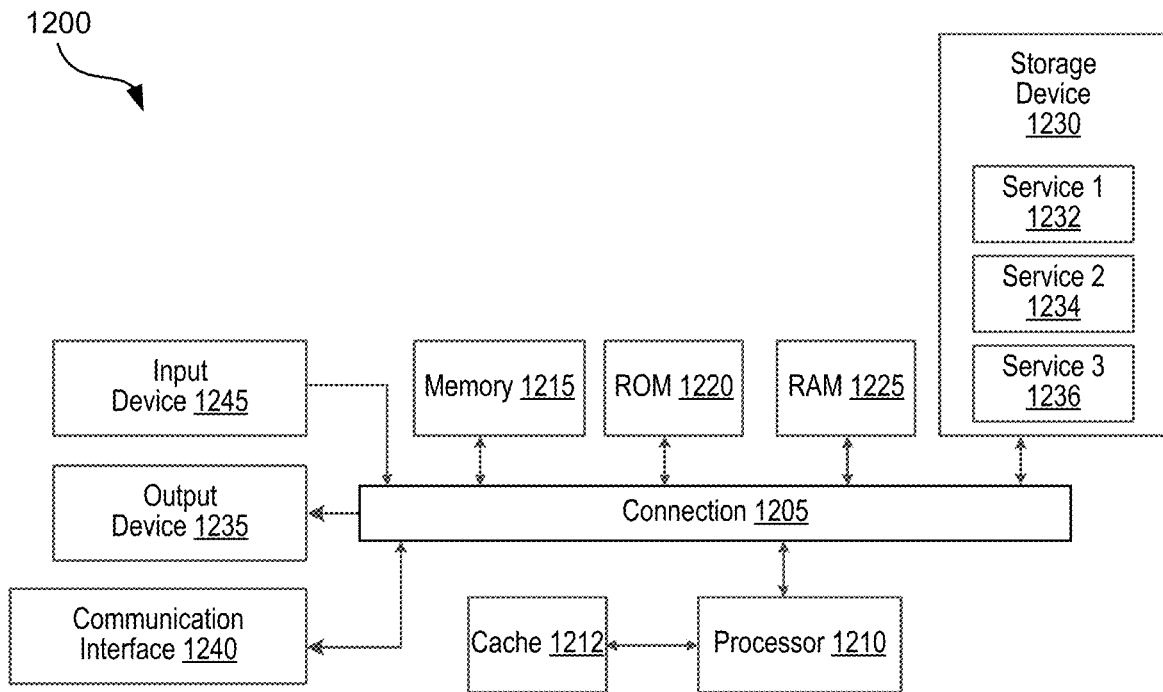 1200
Storage
Device
1230
Service 1
1232
Service 2
1234
Service 3
1236
Input
Device 1245
Memory 1215
ROM 1220
RAM 1225
Output
Device 1235
Connection 1205
Communication
Interface 1240
Cache 1212
Processor 1210